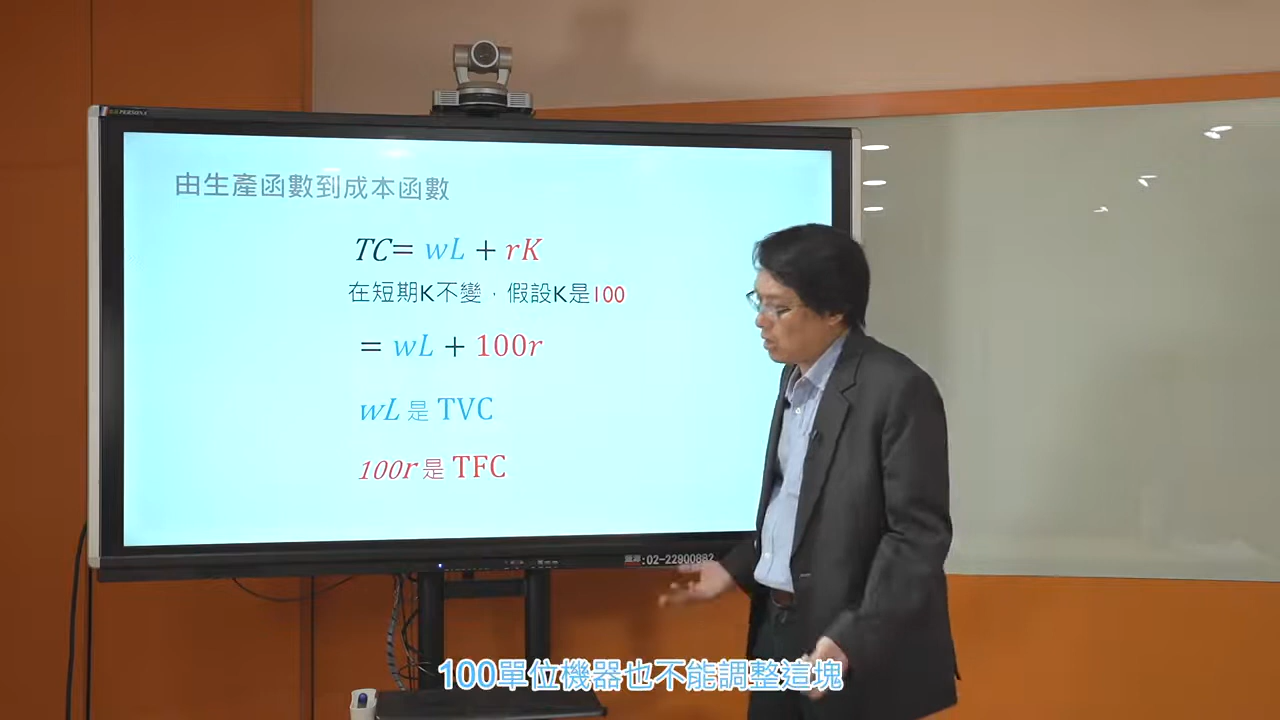 由生產函數到成本函數
TC= wL + rK
在短期K不變，假設K是100
= wL + 100r
wL 是 TVC
100r 是 TFC
:02-22900882
100單位機器也不能調整這塊